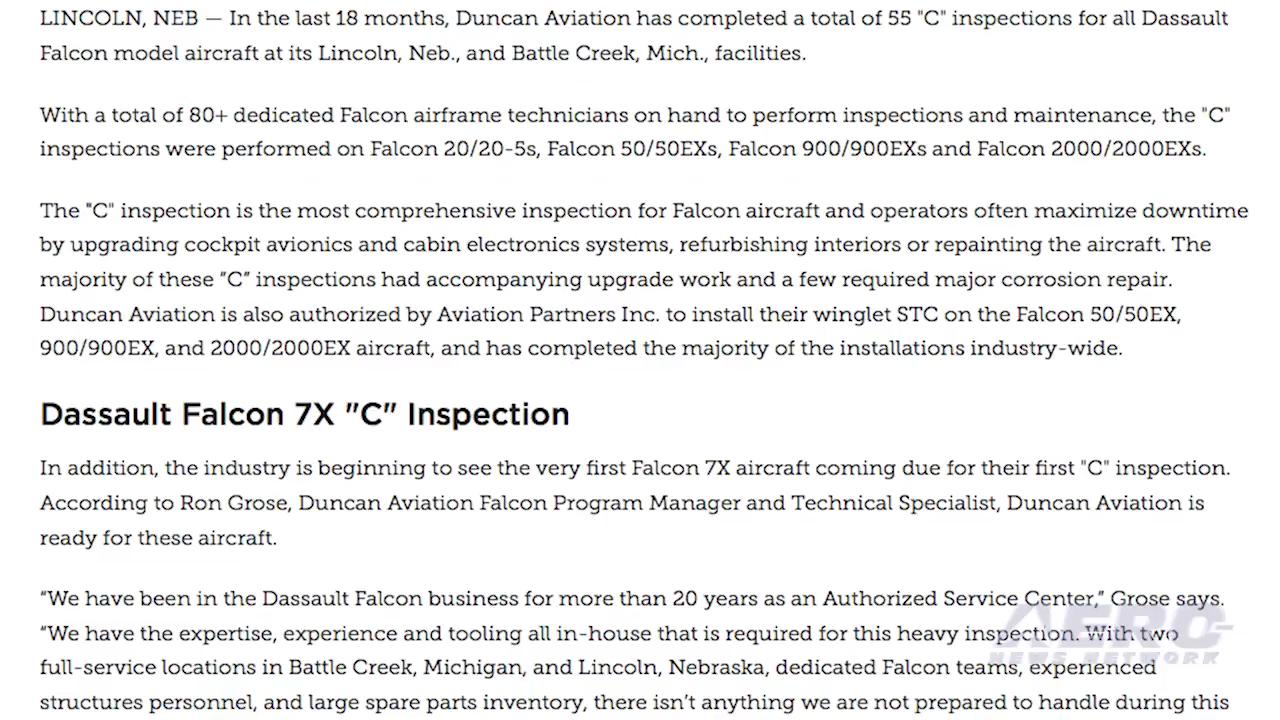 LINCOLN, NEB — In the last 18 months, Duncan Aviation has completed a total of 55 "C" inspections for all Dassault
Falcon model aircraft at its Lincoln, Neb., and Battle Creek, Mich., facilities.
With a total of 80+ dedicated Falcon airframe technicians on hand to perform inspections and maintenance, the "C"
inspections were performed on Falcon 20/20-5s, Falcon 50/50EXs, Falcon 900/900EXs and Falcon 2000/2000EXs.
The "C" inspection is the most comprehensive inspection for Falcon aircraft and operators often maximize downtime
by upgrading cockpit avionics and cabin electronics systems, refurbishing interiors or repainting the aircraft. The
majority of these "C" inspections had accompanying upgrade work and a few required major corrosion repair.
Duncan Aviation is also authorized by Aviation Partners Inc. to install their winglet STC on the Falcon 50/50EX,
900/900EX, and 2000/2000EX aircraft, and has completed the majority of the installations industry-wide.
Dassault Falcon 7X "C" Inspection
In addition, the industry is beginning to see the very first Falcon 7X aircraft coming due for their first "C" inspection.
According to Ron Grose, Duncan Aviation Falcon Program Manager and Technical Specialist, Duncan Aviation is
ready for these aircraft.
“We have been in the Dassault Falcon business for more than 20 years as an Authorized Service Center,” Grose says.
“We have the expertise, experience and tooling all in-house that is required for this heavy inspection. With two
full-service locations in Battle Creek, Michigan, and Lincoln, Nebraska, dedicated Falcon teams, experienced
structures personnel, and large spare parts inventory, there isn’t anything we are not prepared to handle during this
AERO
NEWS NETWORK